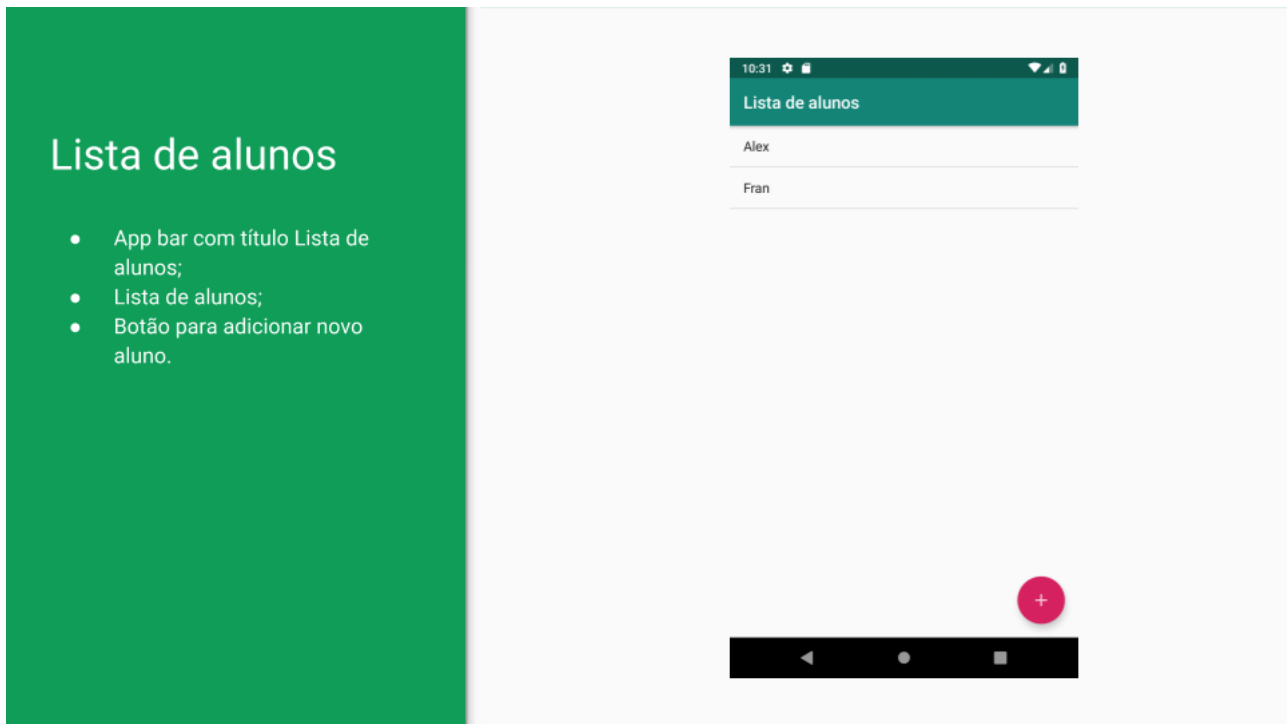 Lista de alunos
● App bar com título Lista de
alunos;
● Lista de alunos;
● Botão para adicionar novo
aluno.
10:31
Lista de alunos
Alex
Fran
+